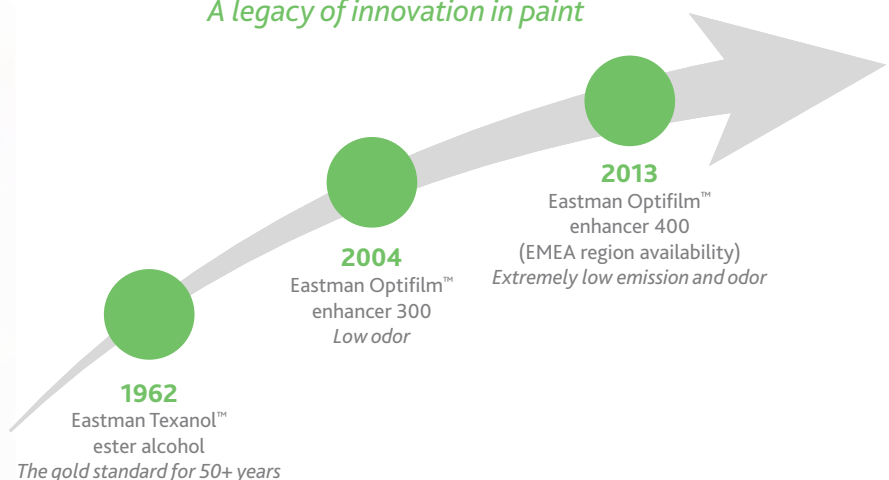 A legacy of innovation in paint
2013
Eastman Optifilm™
enhancer 400
(EMEA region availability)
Extremely low emission and odor
2004
Eastman Optifilm™
enhancer 300
Low odor
1962
Eastman Texanol™
ester alcohol
The gold standard for 50+ years